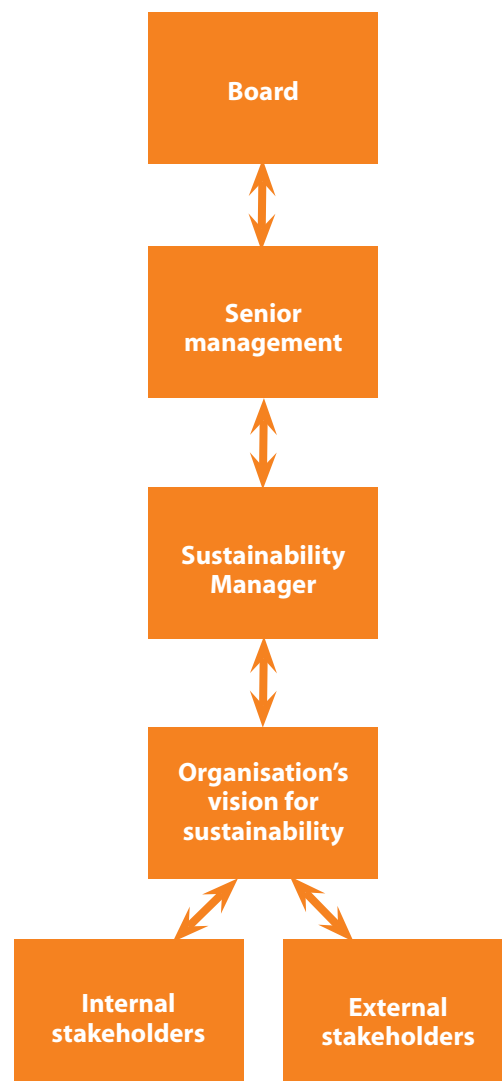 Board
Senior
management
Sustainability
Manager
Organisation’s
vision for
sustainability
Internal
stakeholders
External
stakeholders